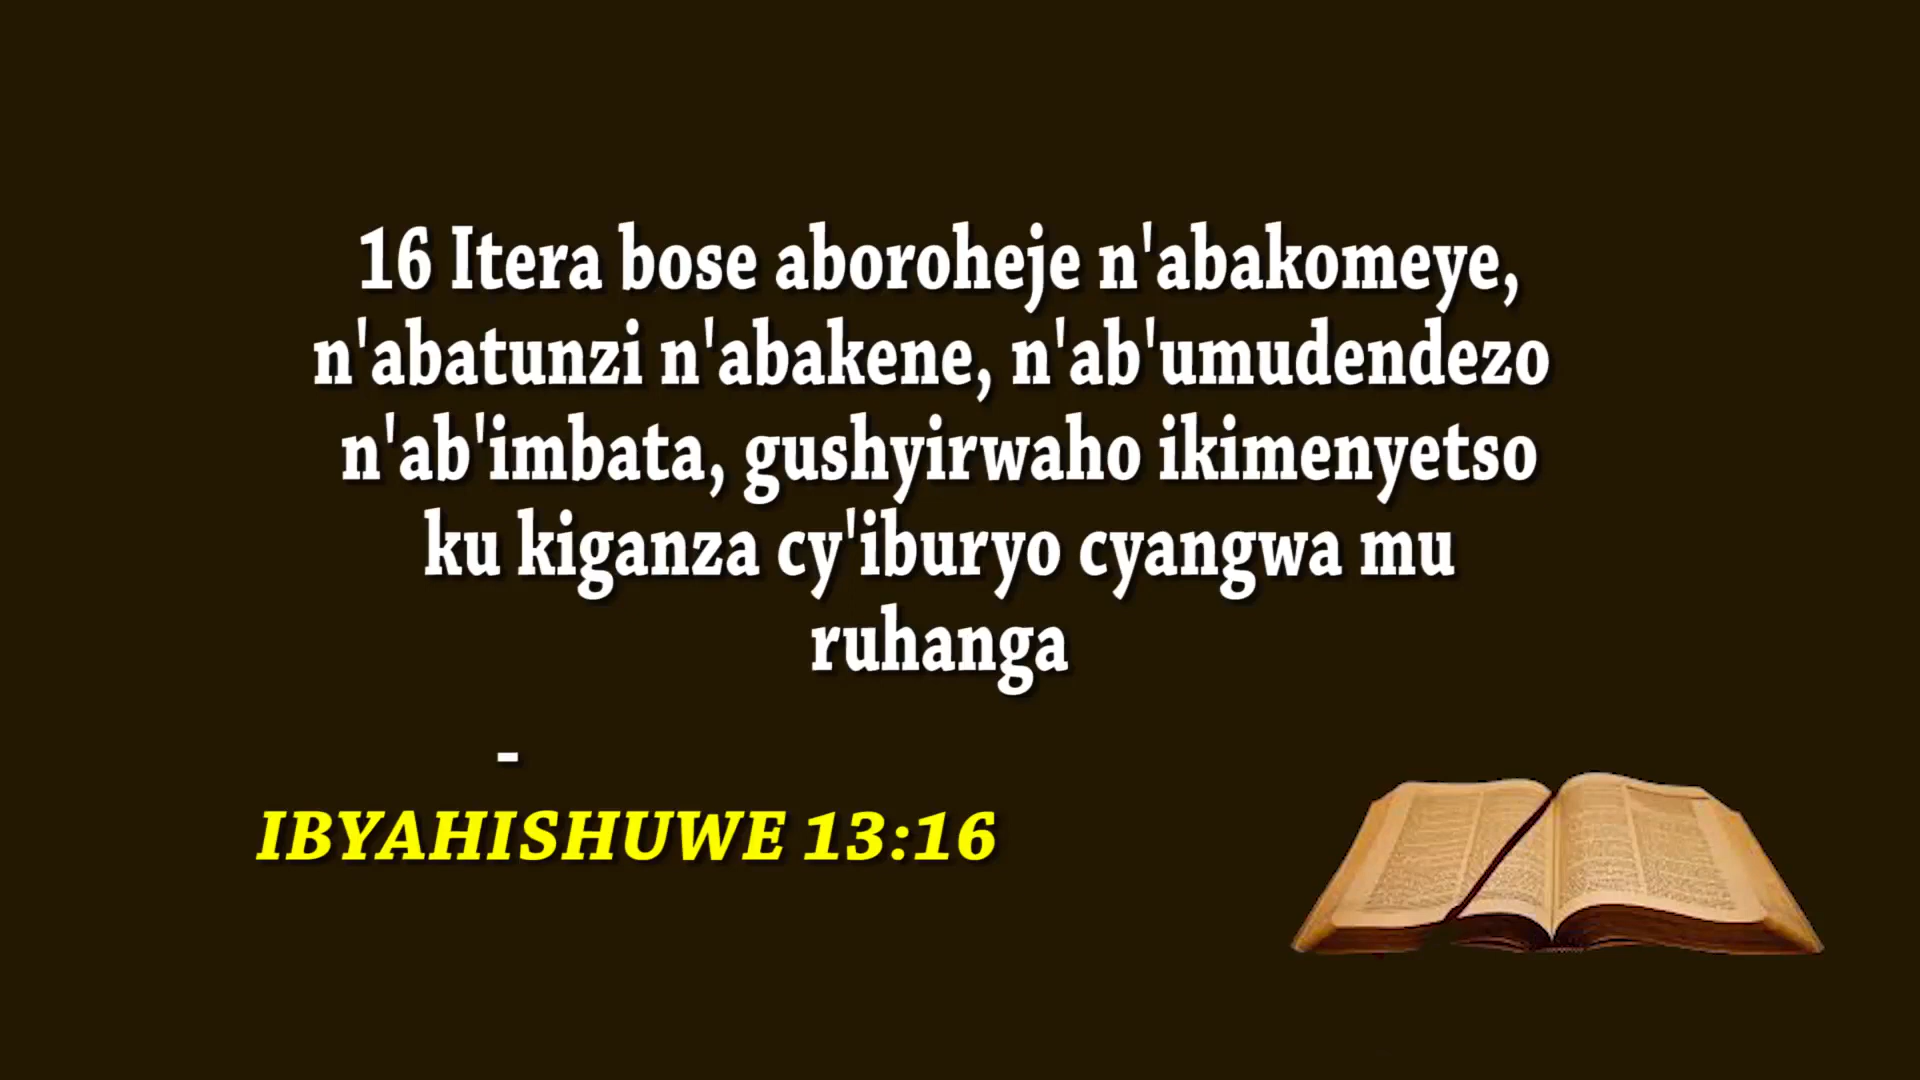 16 Itera bose aboroheje n'abakomeye,
n'abatunzi n'abakene, n'ab'umudendezo
n'ab'imbata, gushyirwaho ikimenyetso
ku kiganza cy'iburyo cyangwa mu
ruhanga
-
IBYAHISHUWE 13:16